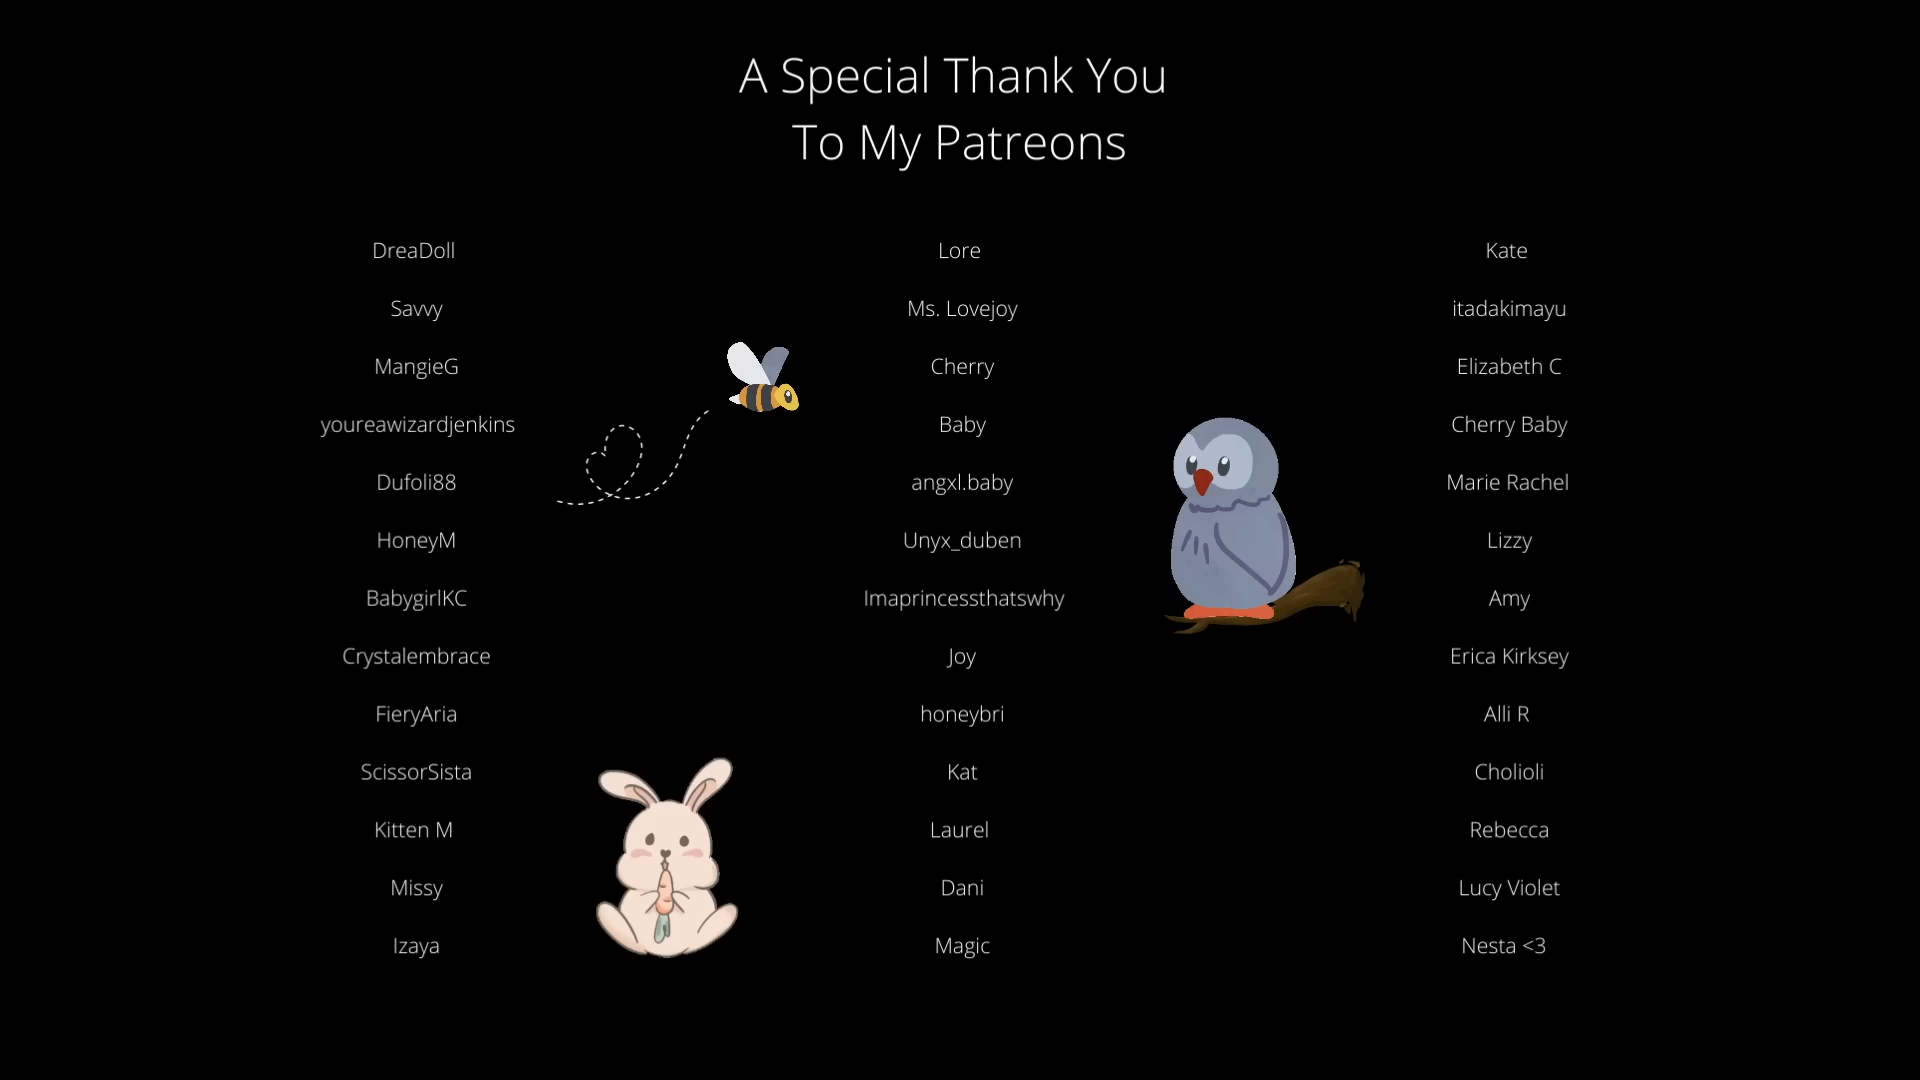 A Special Thank You
To My Patreons
DreaDoll
Savvy
MangieG
youreawizardjenkins
Dufoli88
HoneyM
BabygirlKC
Crystalembrace
FieryAria
ScissorSista
Kitten M
Missy
Izaya
Lore
Ms. Lovejoy
Cherry
Baby
angxl.baby
Unyx_duben
Imaprincessthatswhy
Joy
honeybri
Kat
Laurel
Dani
Magic
Kate
itadakimayu
Elizabeth C
Cherry Baby
Marie Rachel
Lizzy
Amy
Erica Kirksey
Alli R
Cholioli
Rebecca
Lucy Violet
Nesta <3